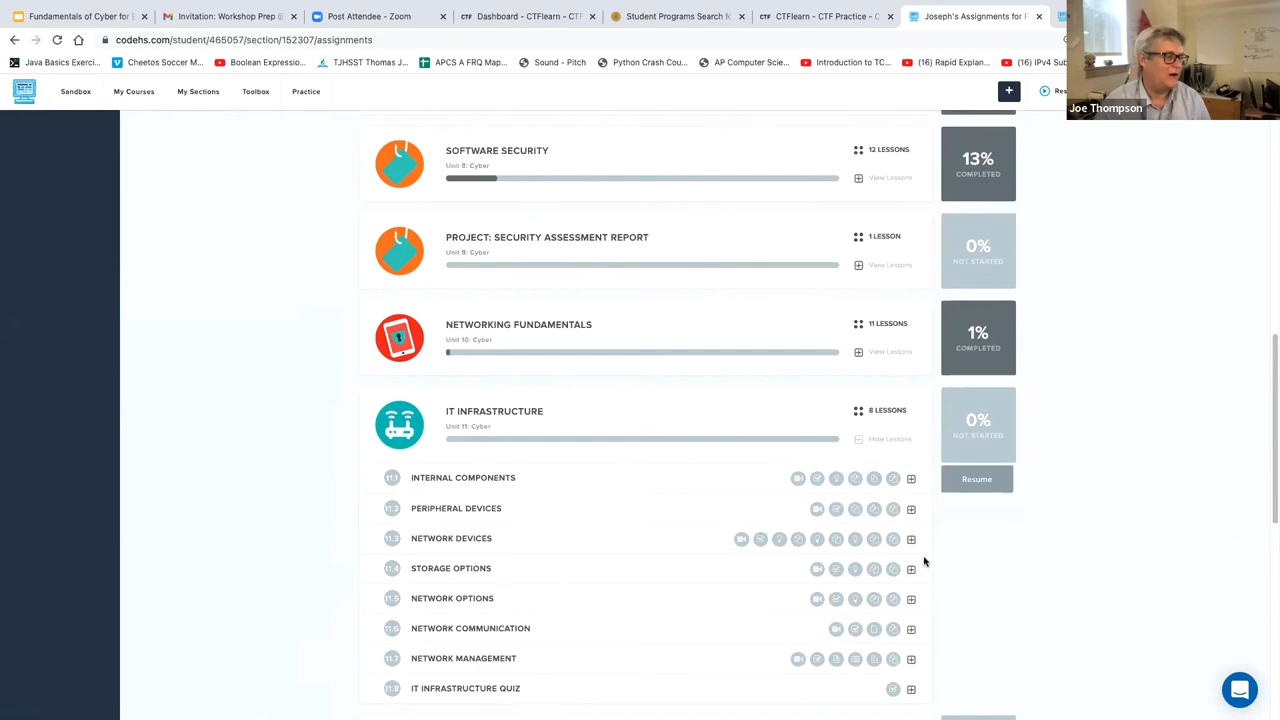 Fundamentals of Cyber for E
Invitation: Workshop Prep @
Post Attendee - Zoom
CTF Dashboard - CTFlearn - CTF
Student Programs Search fo
CTF CTFlearn - CTF Practice - C
Joseph's Assignments for F
codehs.com/student/465057/section/152307/assignments
Java Basics Exerci...
Cheetos Soccer M...
Boolean Expressio...
TJHSST Thomas J...
APCS A FRQ Map...
Sound - Pitch
Python Crash Cou...
AP Computer Scie...
Introduction to TC...
(16) Rapid Explan...
(16) IPv4 Sub
Sandbox
My Courses
My Sections
Toolbox
Practice
+
Res
Joe Thompson
SOFTWARE SECURITY
12 LESSONS
13%
Unit 8: Cyber
COMPLETED
View Lessons
PROJECT: SECURITY ASSESSMENT REPORT
1 LESSON
0%
Unit 9: Cyber
NOT STARTED
View Lessons
NETWORKING FUNDAMENTALS
11 LESSONS
1%
Unit 10: Cyber
COMPLETED
View Lessons
IT INFRASTRUCTURE
8 LESSONS
0%
Unit 11: Cyber
NOT STARTED
Hide Lessons
11.1 INTERNAL COMPONENTS
Resume
11.2 PERIPHERAL DEVICES
11.3 NETWORK DEVICES
11.4 STORAGE OPTIONS
11.5 NETWORK OPTIONS
11.6 NETWORK COMMUNICATION
11.7 NETWORK MANAGEMENT
11.8 IT INFRASTRUCTURE QUIZ